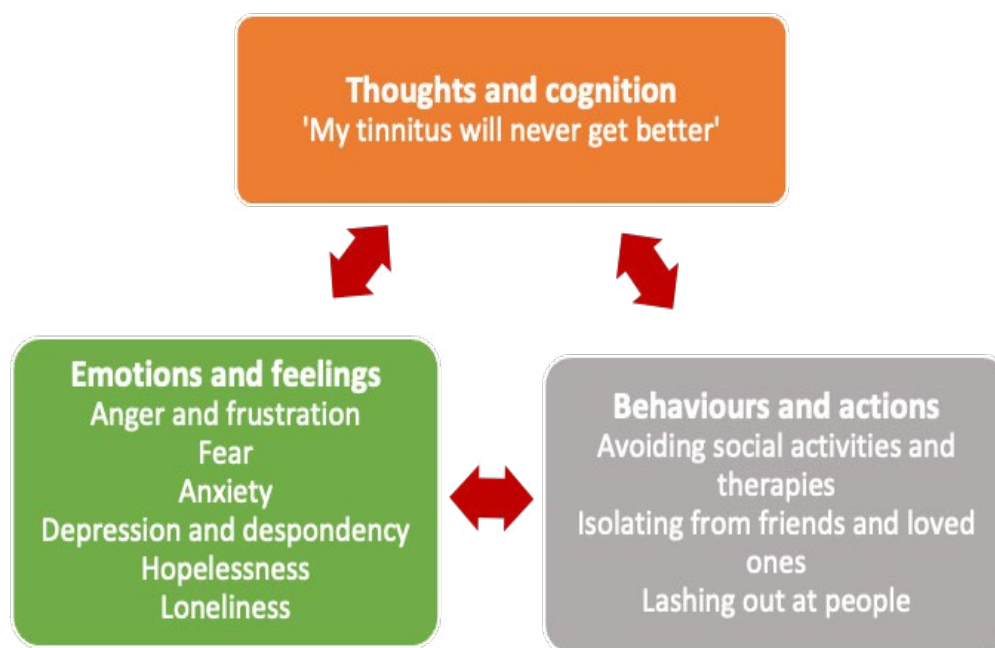 Thoughts and cognition
'My tinnitus will never get better'
Emotions and feelings
Anger and frustration
Fear
Anxiety
Depression and despondency
Hopelessness
Loneliness
Behaviours and actions
Avoiding social activities and
therapies
Isolating from friends and loved
ones
Lashing out at people